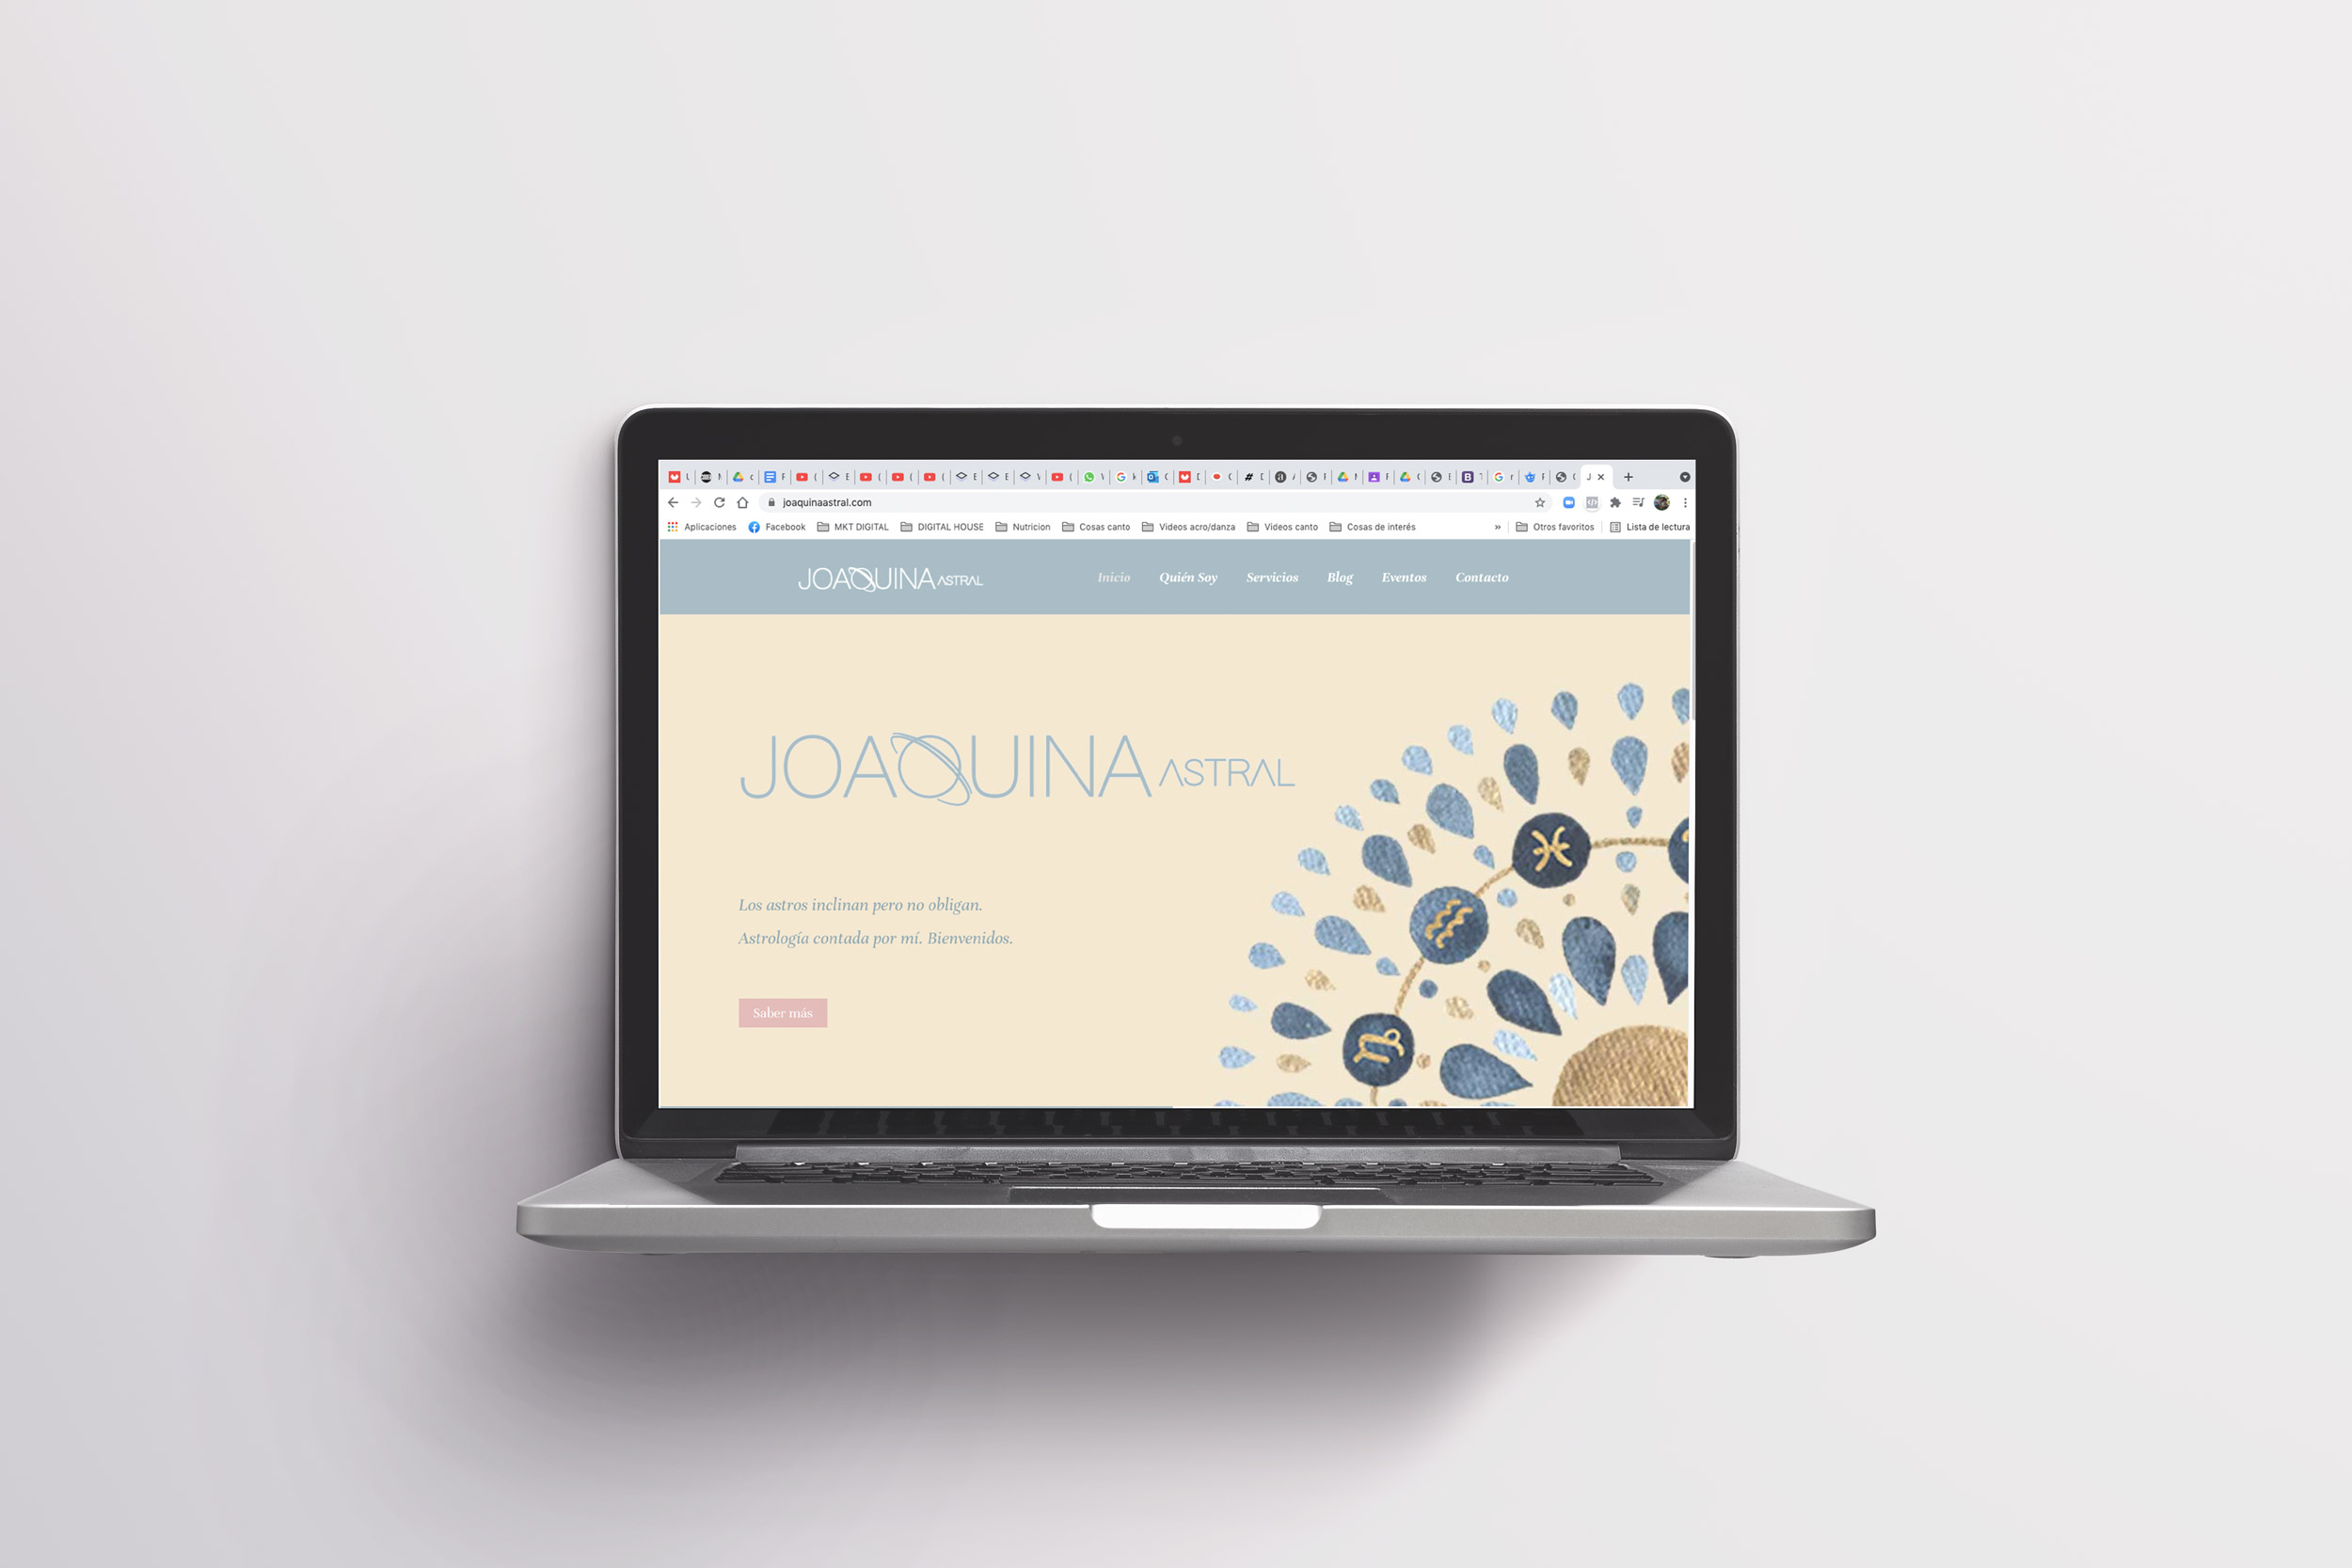 joaquinaastral.com
Aplicaciones Facebook MKT DIGITAL DIGITAL HOUSE Nutricion Cosas canto Videos acro/danza Videos canto Cosas de interés » Otros favoritos Lista de lectura
JOAQUINA ASTRAL Inicio Quién Soy Servicios Blog Eventos Contacto
JOAQUINA ASTRAL
Los astros inclinan pero no obligan.
Astrología contada por mí. Bienvenidos.
Saber más